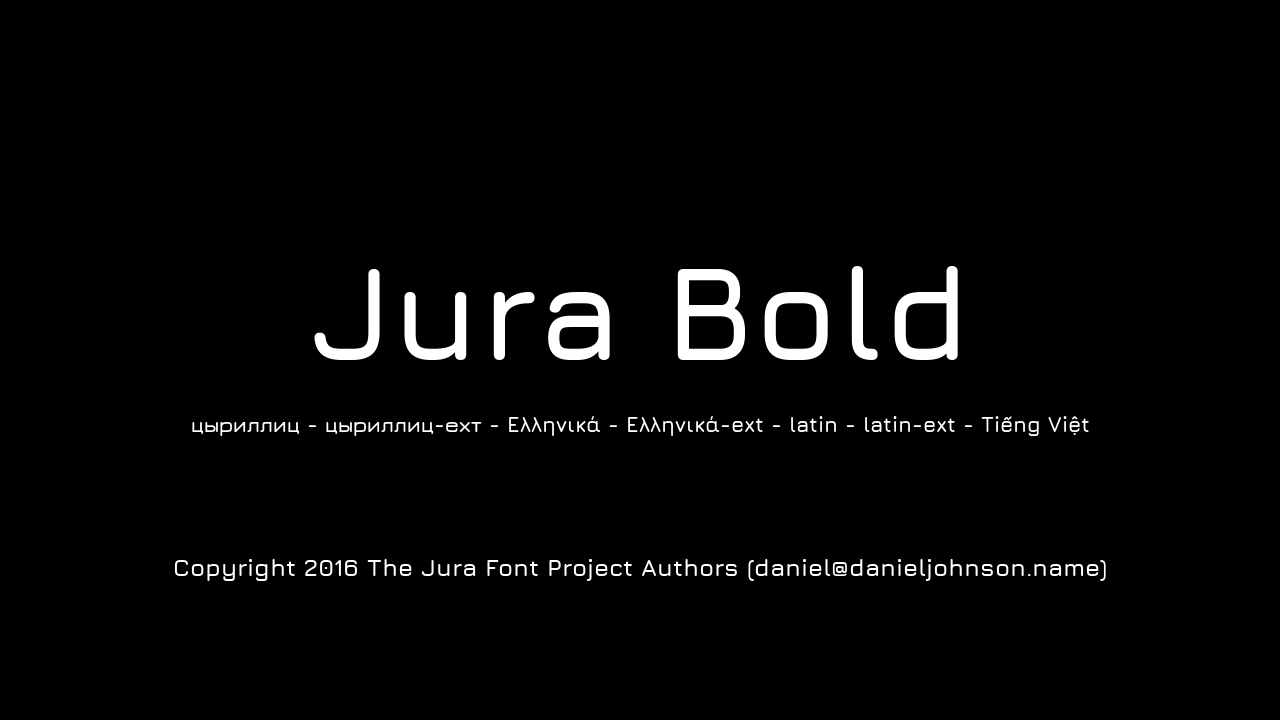 Jura Bold
цыриллиц - цыриллиц-ехт - Ελληνικά - Ελληνικά-ext - latin - latin-ext - Tiếng Việt
Copyright 2016 The Jura Font Project Authors (daniel@danieljohnson.name)